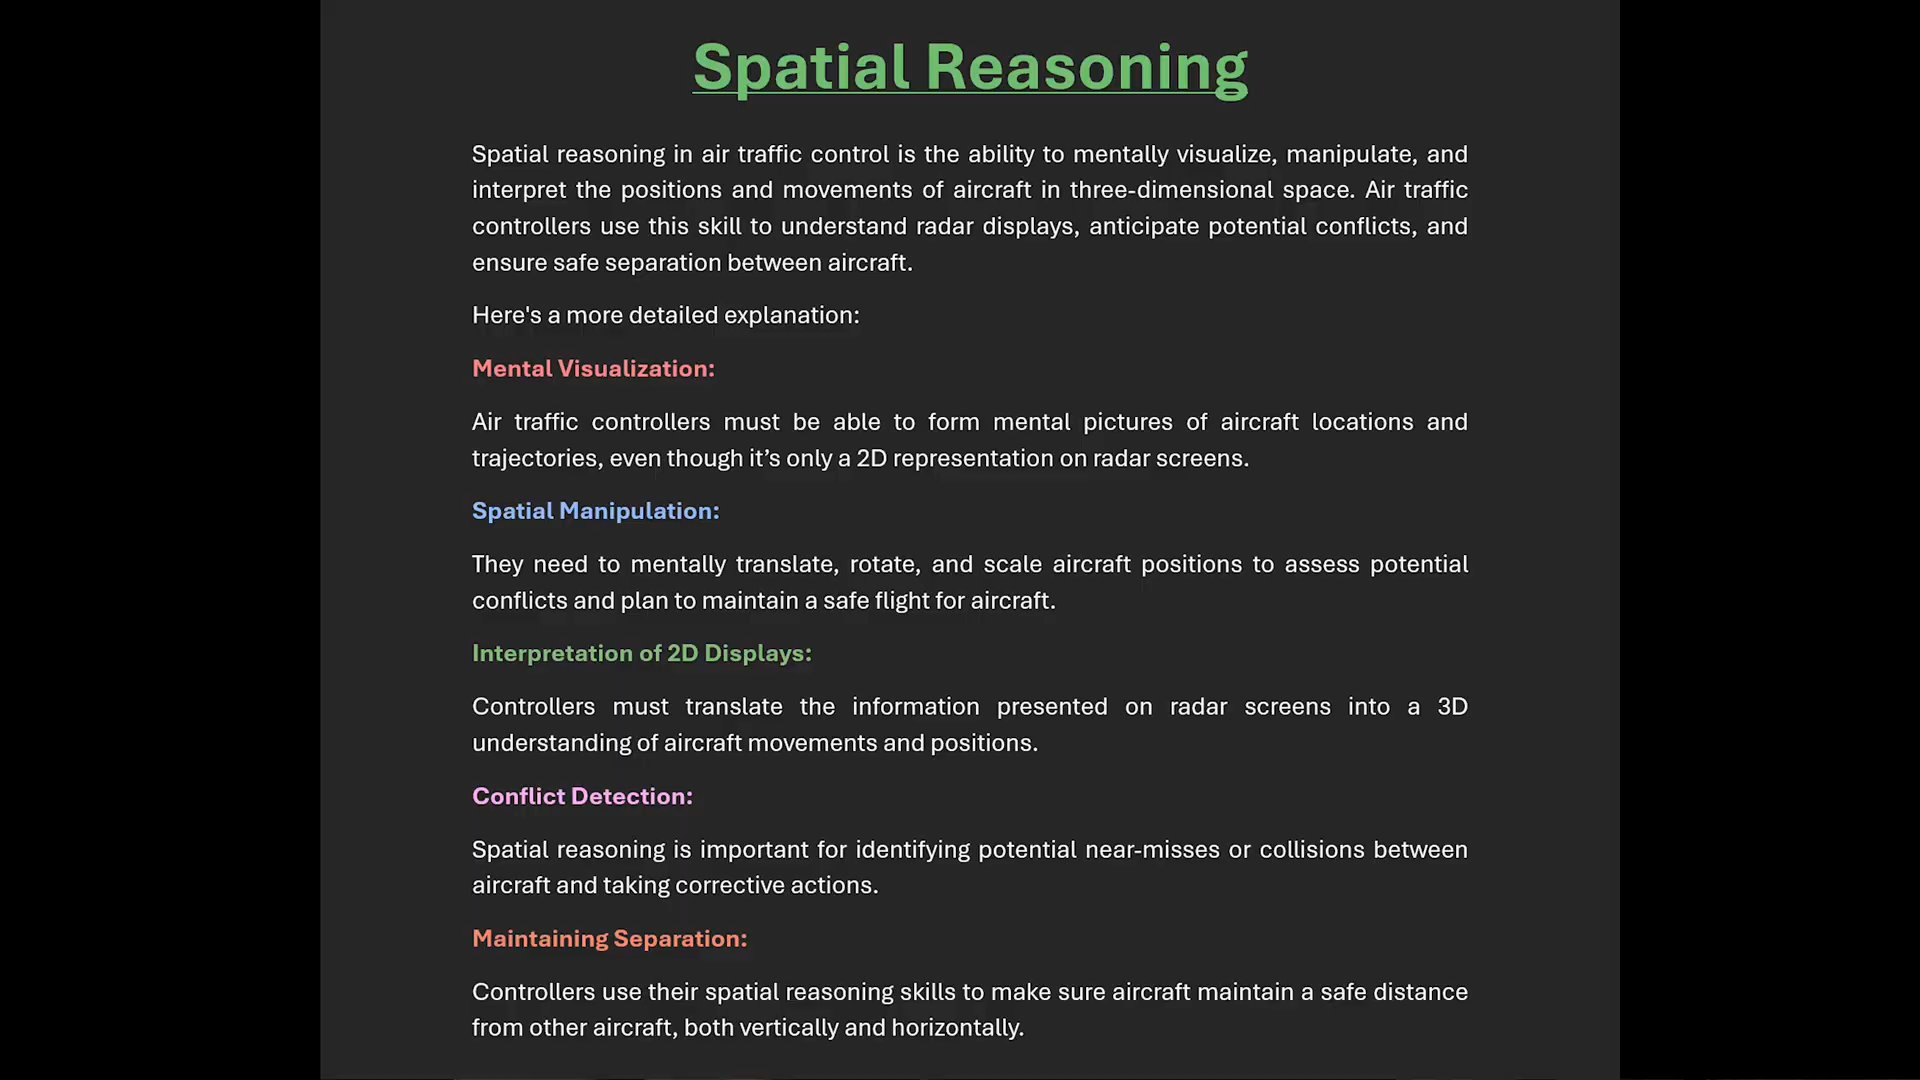 Spatial Reasoning
Spatial reasoning in air traffic control is the ability to mentally visualize, manipulate, and
interpret the positions and movements of aircraft in three-dimensional space. Air traffic
controllers use this skill to understand radar displays, anticipate potential conflicts, and
ensure safe separation between aircraft.
Here's a more detailed explanation:
Mental Visualization:
Air traffic controllers must be able to form mental pictures of aircraft locations and
trajectories, even though it’s only a 2D representation on radar screens.
Spatial Manipulation:
They need to mentally translate, rotate, and scale aircraft positions to assess potential
conflicts and plan to maintain a safe flight for aircraft.
Interpretation of 2D Displays:
Controllers must translate the information presented on radar screens into a 3D
understanding of aircraft movements and positions.
Conflict Detection:
Spatial reasoning is important for identifying potential near-misses or collisions between
aircraft and taking corrective actions.
Maintaining Separation:
Controllers use their spatial reasoning skills to make sure aircraft maintain a safe distance
from other aircraft, both vertically and horizontally.